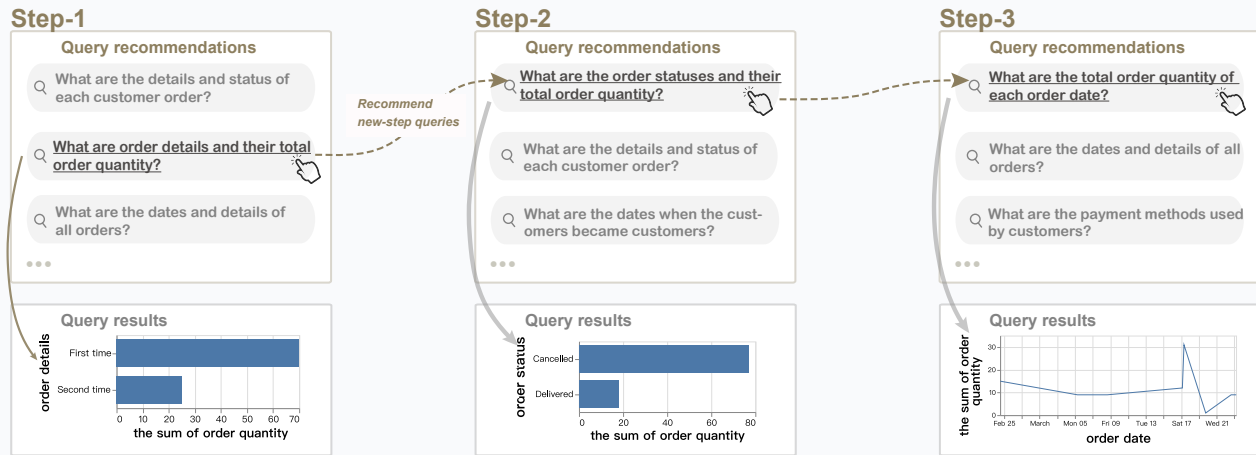 Step-1
Query recommendations
What are the details and status of
each customer order?
What are order details and their total
order quantity?
What are the dates and details of
all orders?
Query results
order details
First time
Second time
0 10 20 30 40 50 60 70
the sum of order quantity
Recommend
new-step queries
Step-2
Query recommendations
What are the order statuses and their
total order quantity?
What are the details and status of
each customer order?
What are the dates when the cust-
omers became customers?
Query results
order status
Cancelled
Delivered
0 20 40 60 80
the sum of order quantity
Step-3
Query recommendations
What are the total order quantity of
each order date?
What are the dates and details of all
orders?
What are the payment methods used
by customers?
Query results
the sum of order
quantity
30
20
10
0
Feb 25 March Mon 05 Fri 09 Tue 13 Sat 17 Wed 21
order date